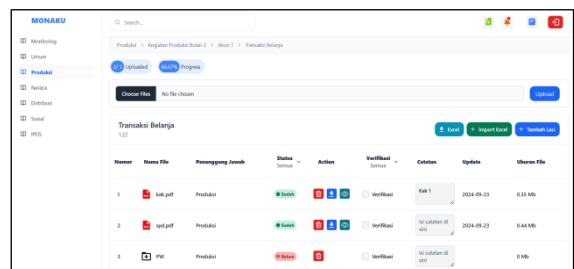 MONAKU
Search...
Monitoring
Umum
Produksi
Neraca
Distribusi
Sosial
IPDS
Produksi > Kegiatan Produksi Bulan 2 > Akun 1 > Transaksi Belanja
2/3 Uploaded 66.67% Progress
Choose Files No file chosen Upload
Transaksi Belanja
122
Excel + Import Excel + Tambah Laci
Nomor Nama File Penanggung Jawab Status Semua Action Verifikasi Semua Catatan Update Ukuran File
1 kak.pdf Produksi Sudah Verifikasi Kak 1 2024-09-23 0.35 Mb
2 spd.pdf Produksi Sudah Verifikasi isi catatan di sini 2024-09-23 0.44 Mb
3 PW Produksi Belum Verifikasi isi catatan di sini 0 Mb